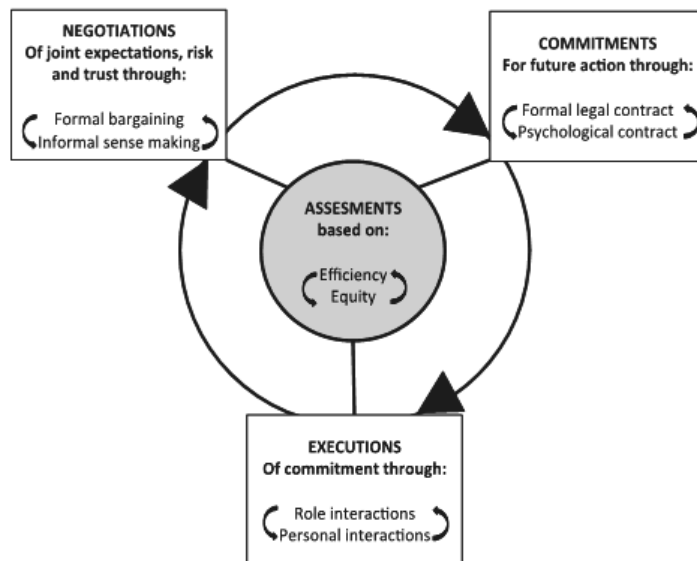 NEGOTIATIONS
Of joint expectations, risk
and trust through:
Formal bargaining
Informal sense making
COMMITMENTS
For future action through:
Formal legal contract
Psychological contract
ASSESMENTS
based on:
Efficiency
Equity
EXECUTIONS
Of commitment through:
Role interactions
Personal interactions